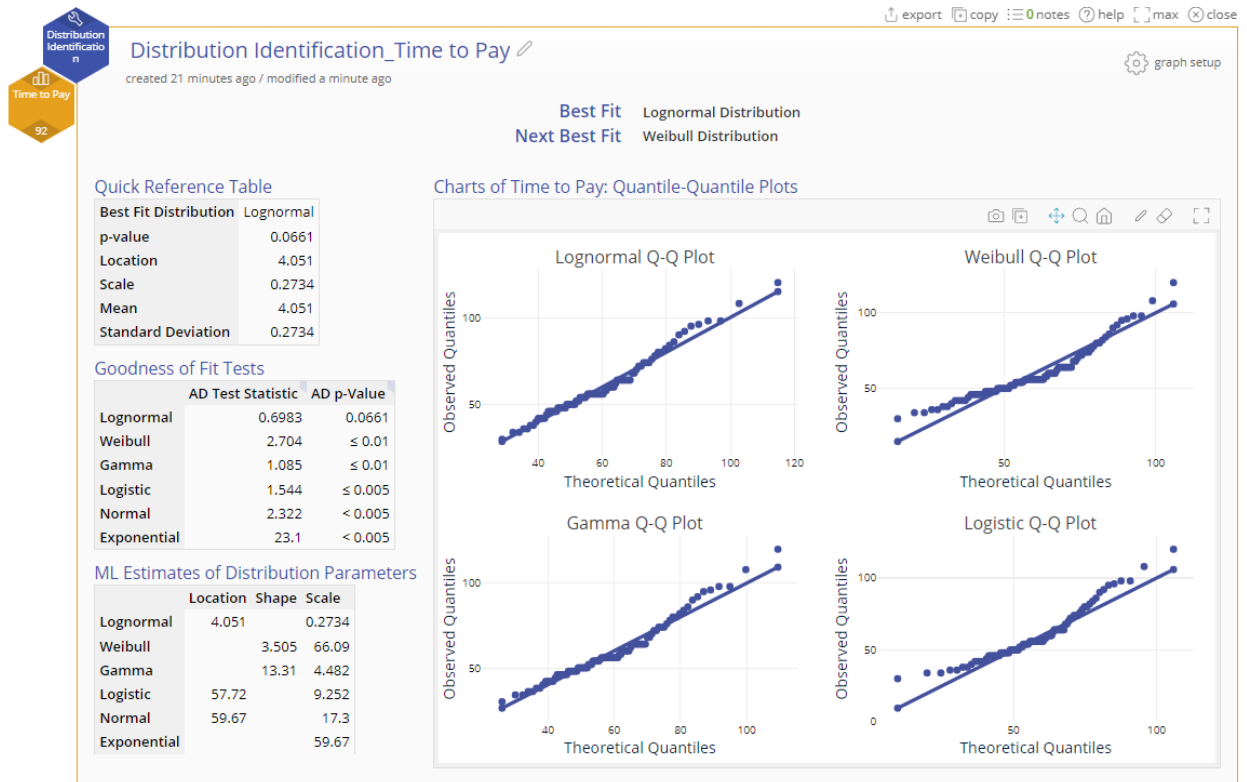 export copy 0 notes help max close
Distribution
Identificatio
n
Time to Pay
92
Distribution Identification_Time to Pay
created 21 minutes ago / modified a minute ago
graph setup
Best Fit Lognormal Distribution
Next Best Fit Weibull Distribution
Quick Reference Table
Best Fit Distribution Lognormal
p-value 0.0661
Location 4.051
Scale 0.2734
Mean 4.051
Standard Deviation 0.2734
Goodness of Fit Tests
AD Test Statistic AD p-Value
Lognormal 0.6983 0.0661
Weibull 2.704 ≤ 0.01
Gamma 1.085 ≤ 0.01
Logistic 1.544 ≤ 0.005
Normal 2.322 < 0.005
Exponential 23.1 < 0.005
ML Estimates of Distribution Parameters
Location Shape Scale
Lognormal 4.051 0.2734
Weibull 3.505 66.09
Gamma 13.31 4.482
Logistic 57.72 9.252
Normal 59.67 17.3
Exponential 59.67
Charts of Time to Pay: Quantile-Quantile Plots
Lognormal Q-Q Plot
Observed Quantiles
100
50
40 60 80 100 120
Theoretical Quantiles
Weibull Q-Q Plot
Observed Quantiles
100
50
50 100
Theoretical Quantiles
Gamma Q-Q Plot
Observed Quantiles
100
50
40 60 80 100
Theoretical Quantiles
Logistic Q-Q Plot
Observed Quantiles
100
50
0
50 100
Theoretical Quantiles